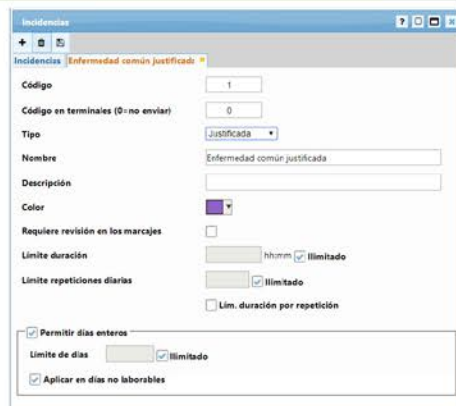 Incidencias
Incidencias Enfermedad común justificada
Código 1
Código en terminales (0=no enviar) 0
Tipo Justificada
Nombre Enfermedad común justificada
Descripción
Color
Requiere revisión en los marcajes
Límite duración hh:mm Ilimitado
Límite repeticiones diarias Ilimitado
Lím. duración por repetición
Permitir días enteros
Límite de días Ilimitado
Aplicar en días no laborables